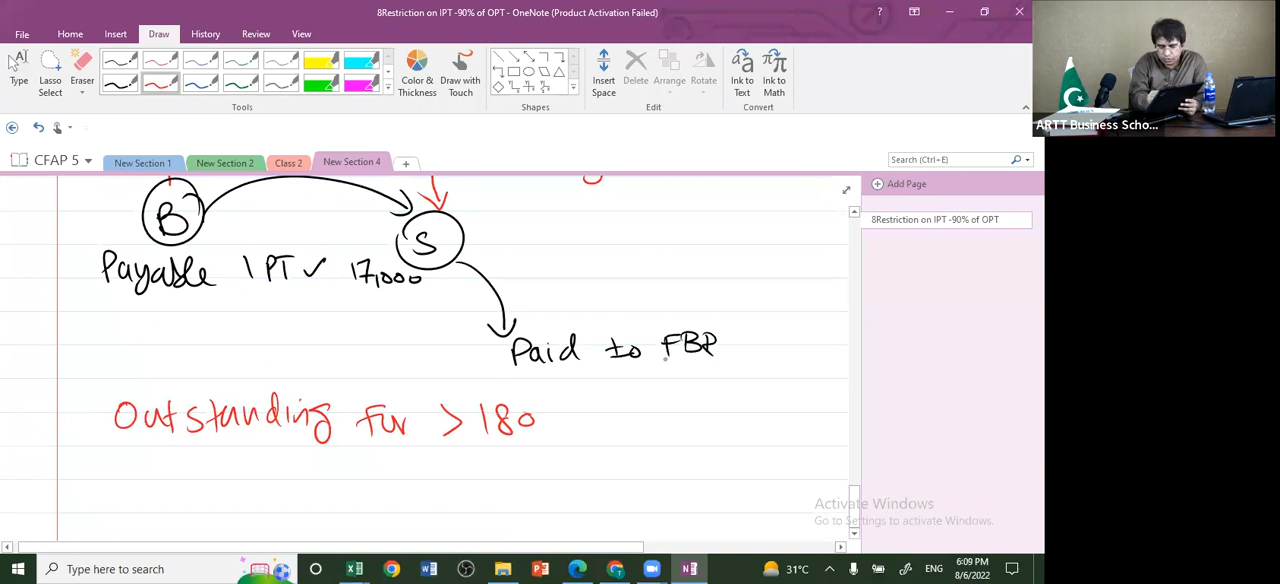 8Restriction on IPT -90% of OPT - OneNote (Product Activation Failed)
File Home Insert Draw History Review View
Type
Lasso Select
Eraser
Color & Thickness
Draw with Touch
Insert Space
Delete
Arrange
Rotate
Ink to Text
Ink to Math
Tools
Shapes
Edit
Convert
ARTT Business Scho...
CFAP 5
New Section 1
New Section 2
Class 2
New Section 4
Search (Ctrl+E)
Add Page
8Restriction on IPT -90% of OPT
B
S
Payable IPT ✓ 17,000
Paid to FBR
Outstanding for > 180
Activate Windows
Go to Settings to activate Windows.
Type here to search
31°C
ENG
6:09 PM
8/6/2022